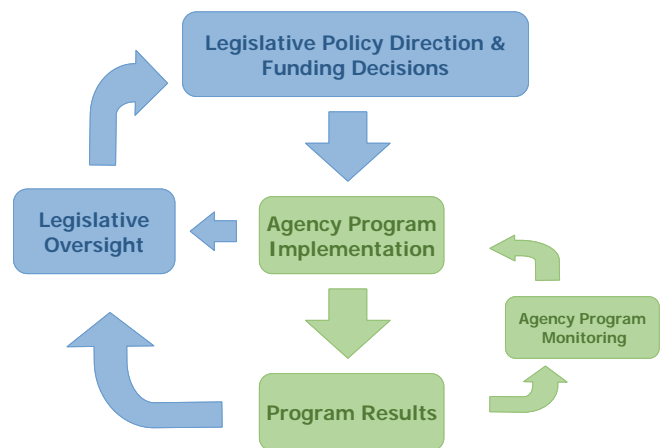 Legislative Policy Direction &
Funding Decisions
Legislative
Oversight
Agency Program
Implementation
Agency Program
Monitoring
Program Results